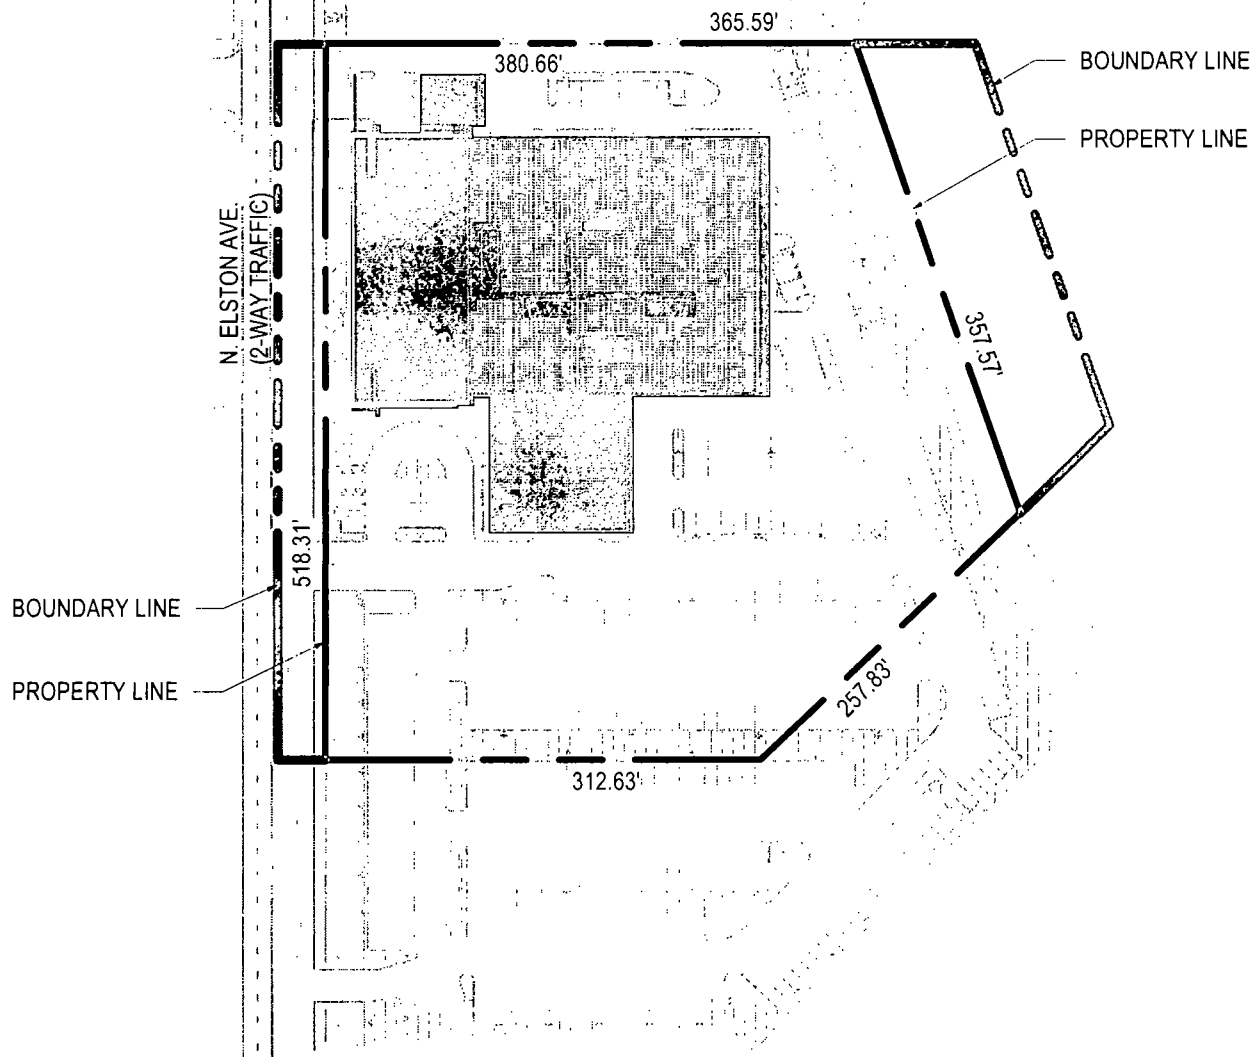 365.59'
380.66'
BOUNDARY LINE
PROPERTY LINE
N. ELSTON AVE.
(2-WAY TRAFFIC)
357.57'
518.31'
BOUNDARY LINE
PROPERTY LINE
257.83'
312.63'